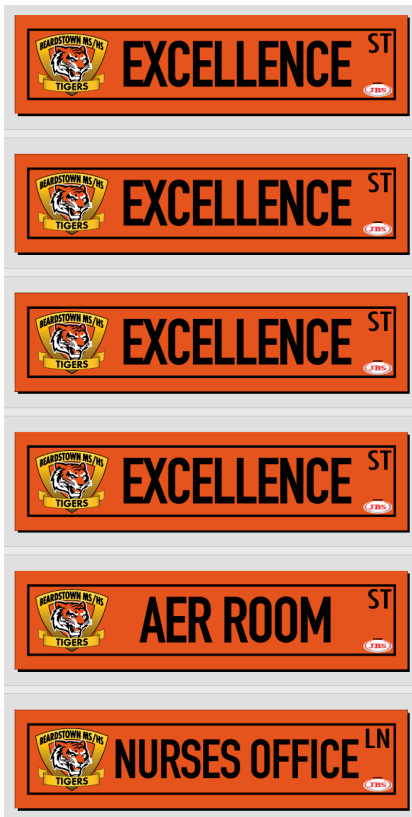 BEARDSTOWN MS/HS
TIGERS
EXCELLENCE
ST
JBS
BEARDSTOWN MS/HS
TIGERS
EXCELLENCE
ST
JBS
BEARDSTOWN MS/HS
TIGERS
EXCELLENCE
ST
JBS
BEARDSTOWN MS/HS
TIGERS
EXCELLENCE
ST
JBS
BEARDSTOWN MS/HS
TIGERS
AER ROOM
ST
JBS
BEARDSTOWN MS/HS
TIGERS
NURSES OFFICE
LN
JBS